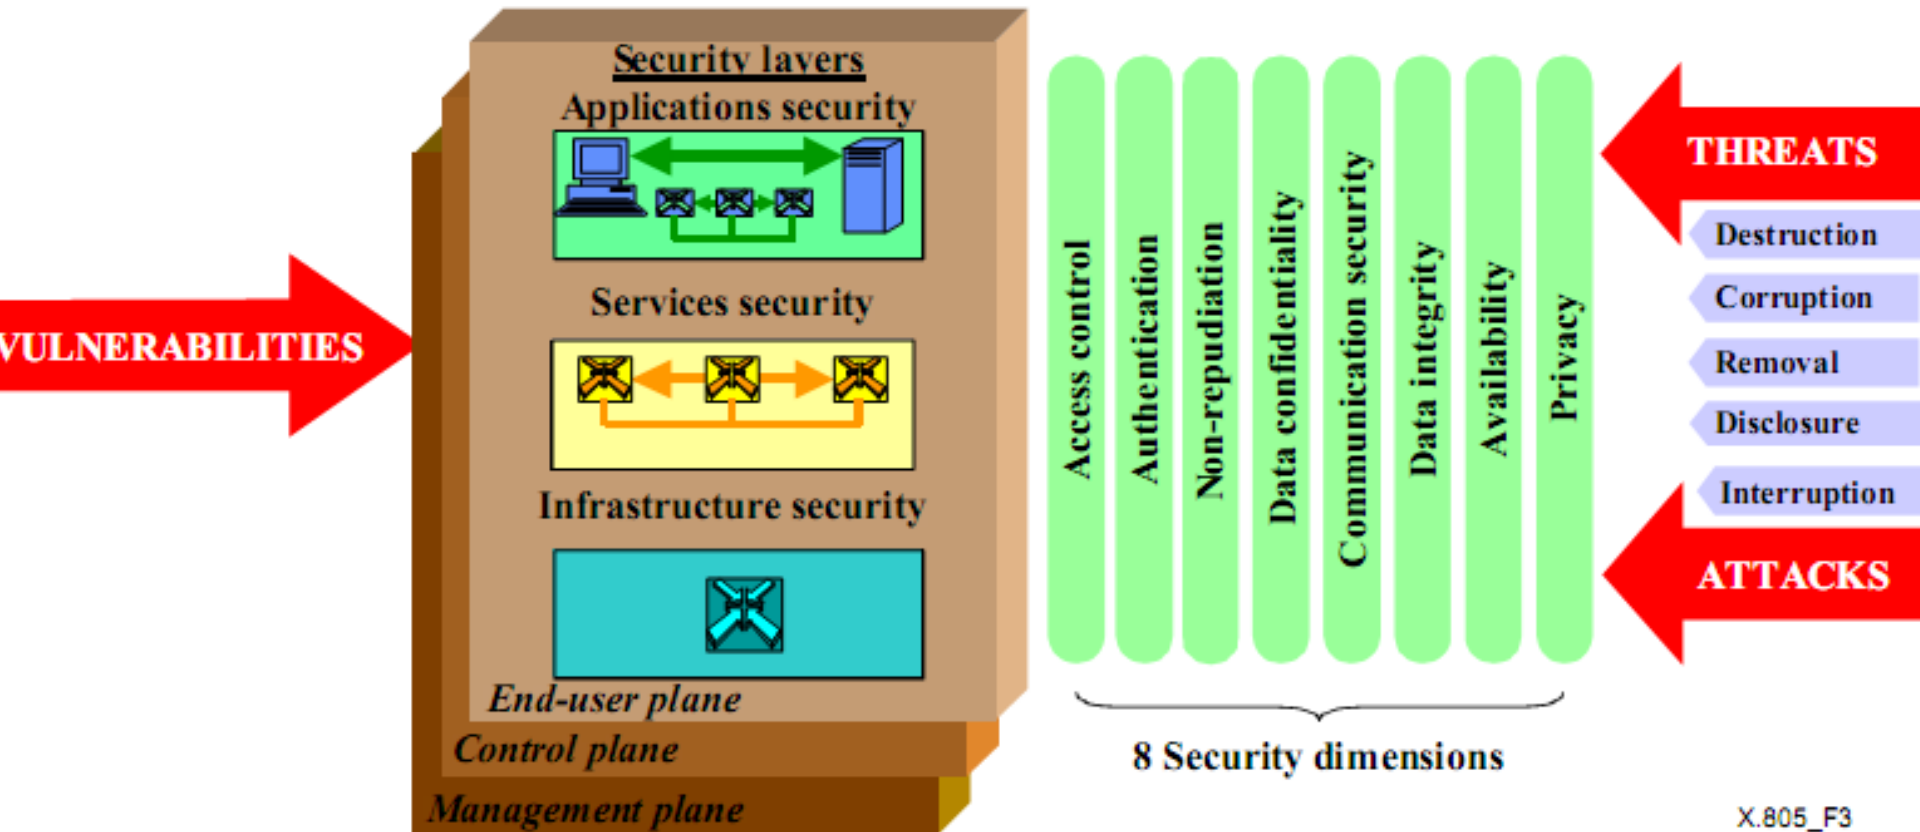 Security layers
Applications security
Services security
Infrastructure security
End-user plane
Control plane
Management plane
VULNERABILITIES
Access control
Authentication
Non-repudiation
Data confidentiality
Communication security
Data integrity
Availability
Privacy
8 Security dimensions
THREATS
Destruction
Corruption
Removal
Disclosure
Interruption
ATTACKS
X.805_F3